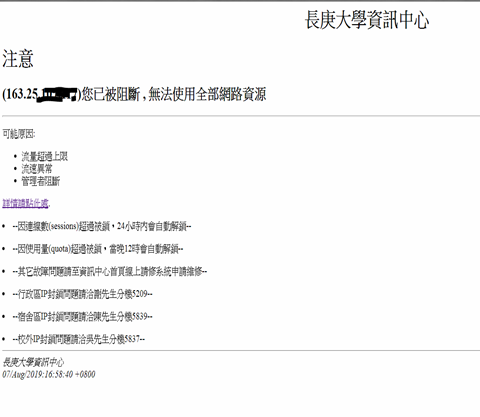 長庚大學資訊中心
注意
(163.25. )您已被阻斷 , 無法使用全部網路資源
可能原因:
• 流量超過上限
• 流速異常
• 管理者阻斷
詳情請點此處.
• --因連線數(sessions)超過被鎖，24小時內會自動解鎖--
• --因使用量(quota)超過被鎖，當晚12時會自動解鎖--
• --其它故障問題請至資訊中心首頁線上請修系統申請維修--
• --行政區IP封鎖問題請洽謝先生分機5209--
• --宿舍區IP封鎖問題請洽陳先生分機5839--
• --校外IP封鎖問題請洽吳先生分機5837--
長庚大學資訊中心
07/Aug/2019:16:58:40 +0800